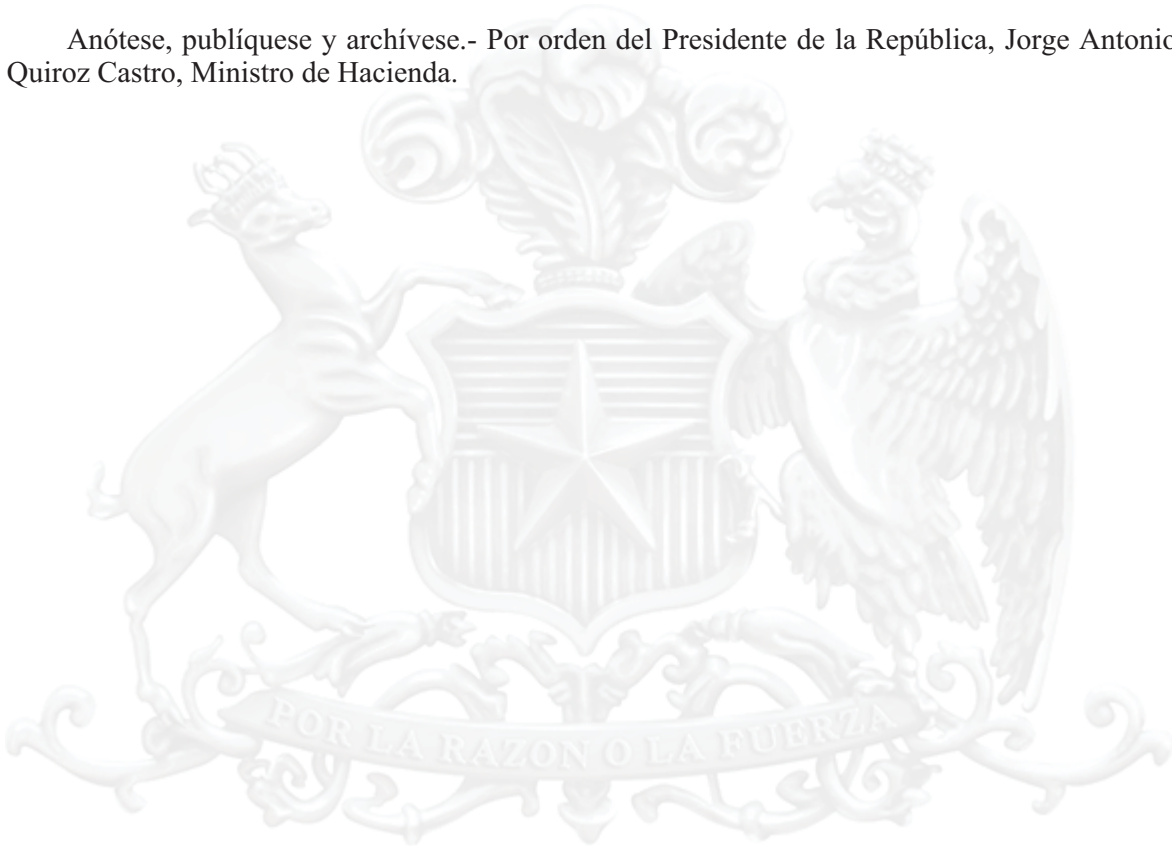 Anótese, publíquese y archívese.- Por orden del Presidente de la República, Jorge Antonio
Quiroz Castro, Ministro de Hacienda.
POR LA RAZON O LA FUERZA